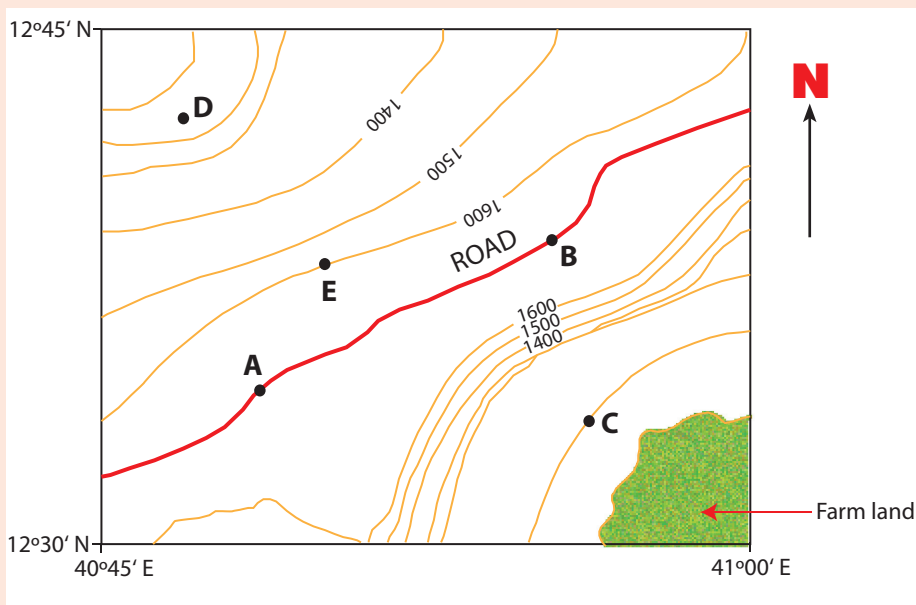 12º45‘ N
N
D
1400
1500
1600
ROAD
B
E
1600
1500
1400
A
C
Farm land
12º30‘ N
40º45‘ E
41º00‘ E